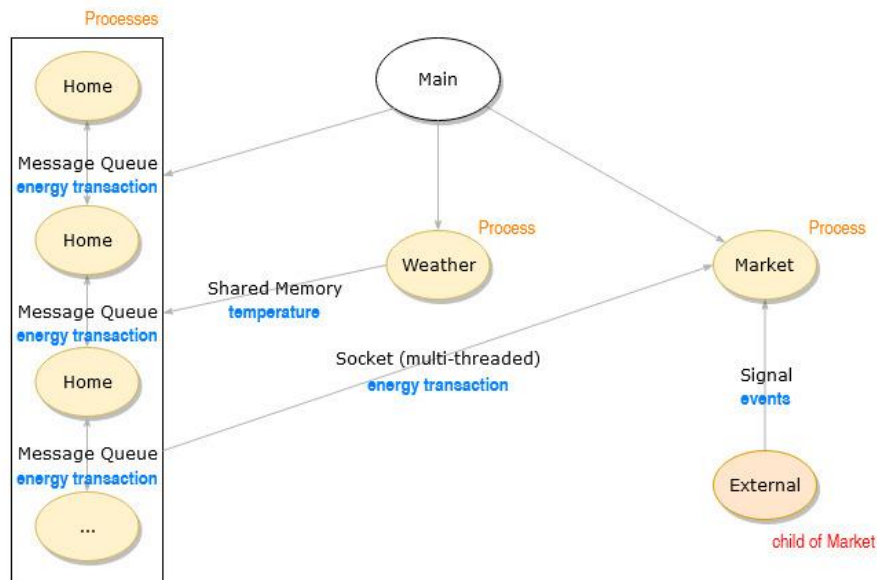 Processes
Home
Main
Message Queue
energy transaction
Home
Process
Weather
Process
Market
Shared Memory
temperature
Message Queue
energy transaction
Home
Socket (multi-threaded)
energy transaction
Signal
events
Message Queue
energy transaction
External
...
child of Market